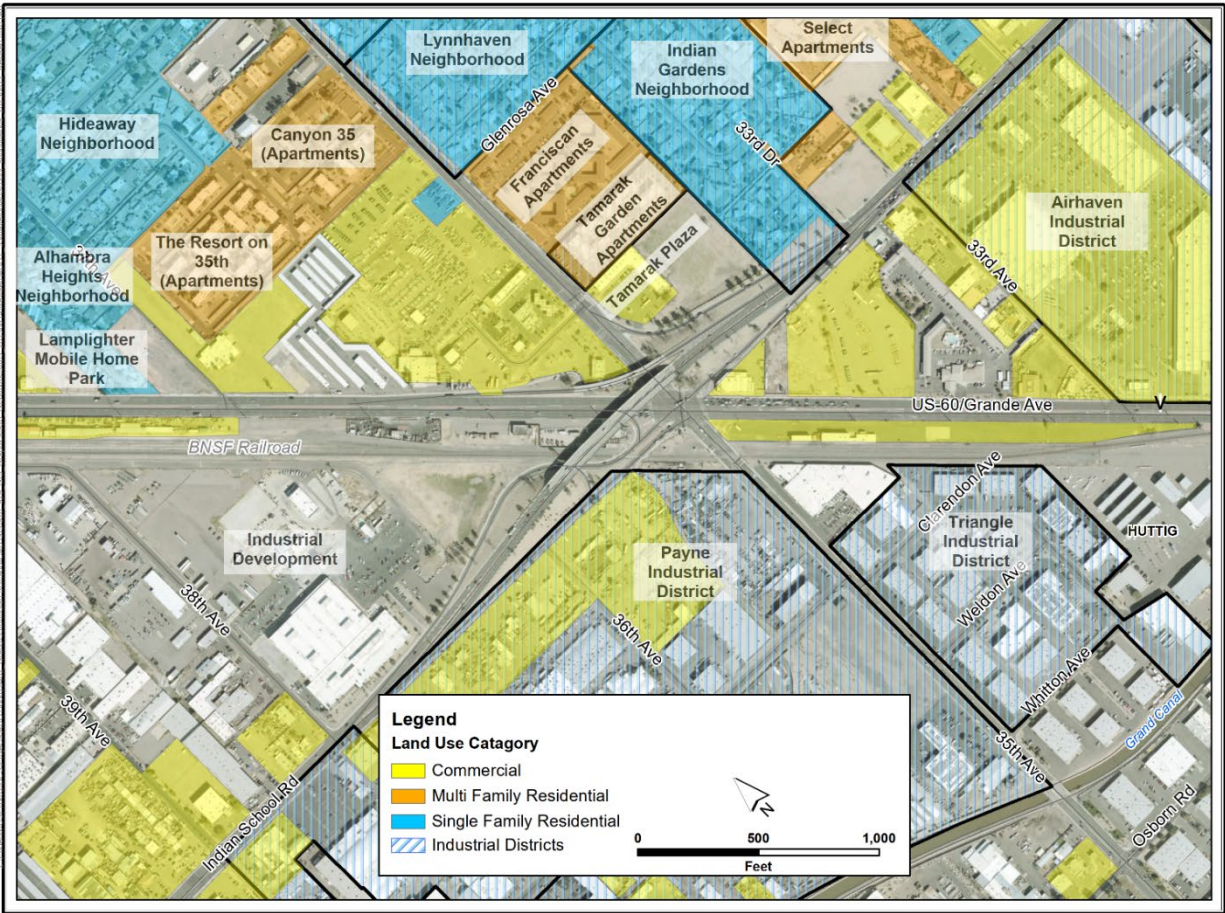 Lynnhaven
Neighborhood
Indian
Gardens
Neighborhood
Select
Apartments
Glenrosa Ave
Hideaway
Neighborhood
Canyon 35
(Apartments)
Franciscan
Apartments
33rd Dr
Tamarak
Garden
Apartments
Airhaven
Industrial
District
The Resort on
35th
(Apartments)
Tamarak Plaza
33rd Ave
Alhambra
Heights
Neighborhood
Lamplighter
Mobile Home
Park
US-60/Grande Ave
V
BNSF Railroad
Clarendon Ave
Industrial
Development
Payne
Industrial
District
Triangle
Industrial
District
HUTTIG
38th Ave
36th Ave
Weldon Ave
Whitton Ave
39th Ave
35th Ave
Grand Canal
Indian School Rd
Osborn Rd
Legend
Land Use Catagory
Commercial
Multi Family Residential
Single Family Residential
Industrial Districts
N
0 500 1,000
Feet